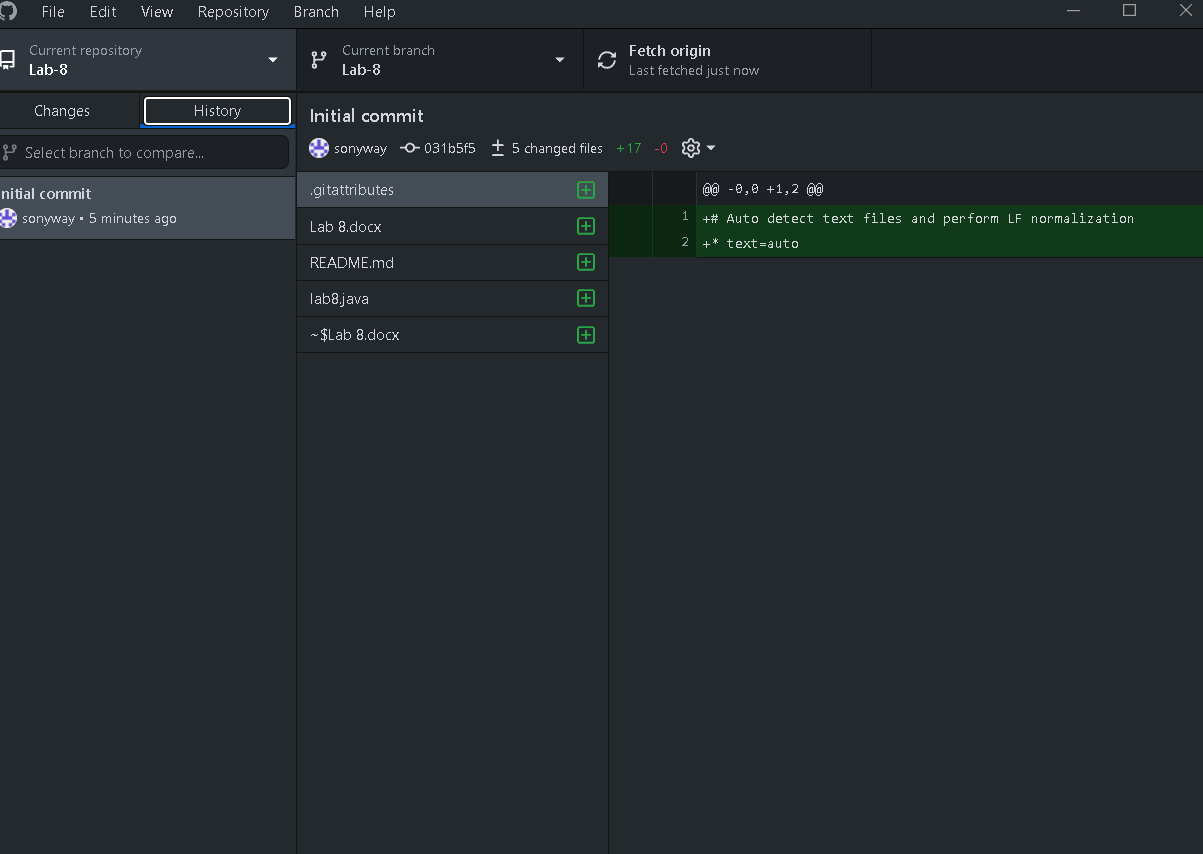 File Edit View Repository Branch Help
Current repository
Lab-8
Current branch
Lab-8
Fetch origin
Last fetched just now
Changes
History
Select branch to compare...
Initial commit
sonyway • 5 minutes ago
Initial commit
sonyway 031b5f5 5 changed files +17 -0
.gitattributes
Lab 8.docx
README.md
lab8.java
~$Lab 8.docx
@@ -0,0 +1,2 @@
1 +# Auto detect text files and perform LF normalization
2 +* text=auto